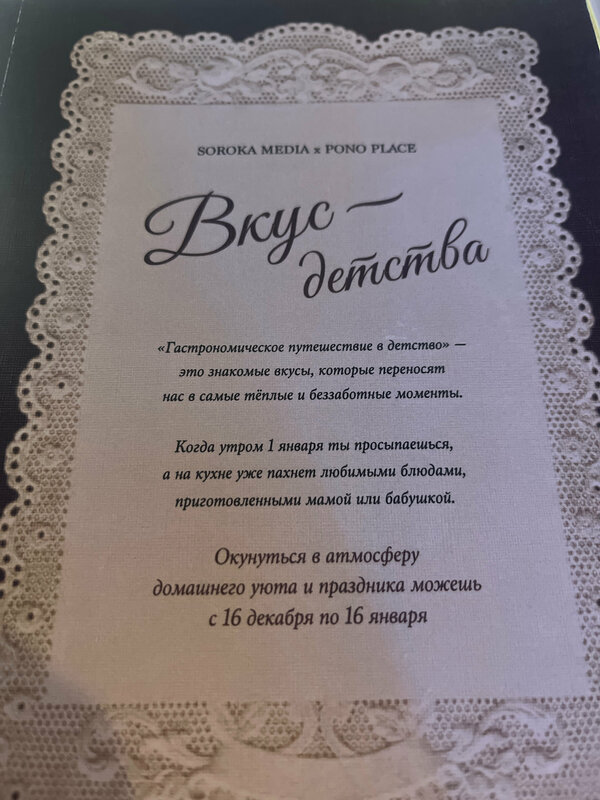 SOROKA MEDIA x PONO PLACE
Вкус –
детства
«Гастрономическое путешествие в детство» —
это знакомые вкусы, которые переносят
нас в самые тёплые и беззаботные моменты.
Когда утром 1 января ты просыпаешься,
а на кухне уже пахнет любимыми блюдами,
приготовленными мамой или бабушкой.
Окунуться в атмосферу
домашнего уюта и праздника можешь
с 16 декабря по 16 января